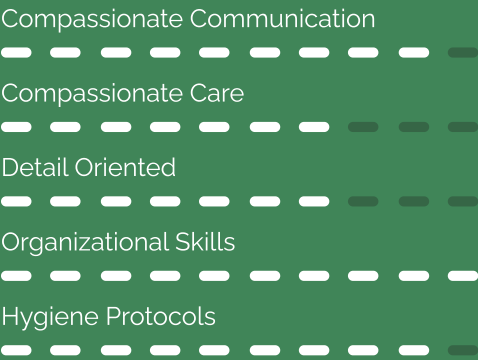 Compassionate Communication
Compassionate Care
Detail Oriented
Organizational Skills
Hygiene Protocols